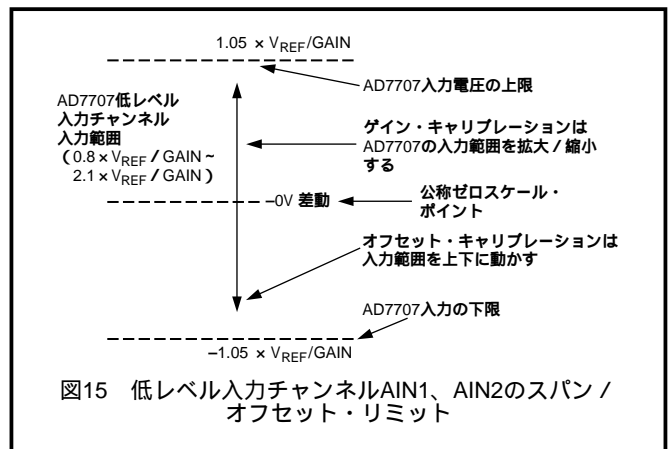 1.05 × VREF/GAIN
AD7707入力電圧の上限
AD7707低レベル
入力チャンネル
入力範囲
（0.8 × VREF / GAIN ~
2.1 × VREF / GAIN ）
ゲイン・キャリブレーションは
AD7707の入力範囲を拡大 / 縮小
する
–0V 差動
公称ゼロスケール・
ポイント
オフセット・キャリブレーションは
入力範囲を上下に動かす
AD7707入力の下限
–1.05 × VREF/GAIN
図15 低レベル入力チャンネルAIN1、AIN2のスパン /
オフセット・リミット